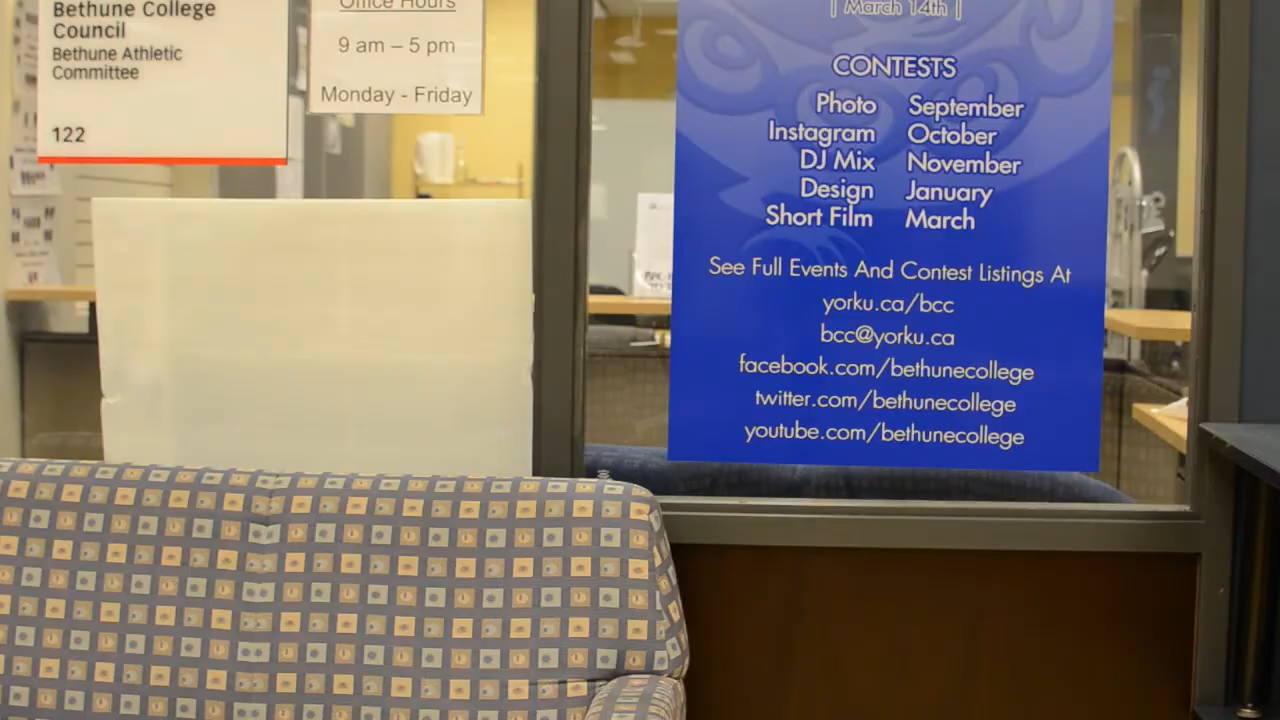 Bethune College
Council
Bethune Athletic
Committee
122
Office Hours
9 am – 5 pm
Monday - Friday
| March 14th |
CONTESTS
Photo September
Instagram October
DJ Mix November
Design January
Short Film March
See Full Events And Contest Listings At
yorku.ca/bcc
bcc@yorku.ca
facebook.com/bethunecollege
twitter.com/bethunecollege
youtube.com/bethunecollege